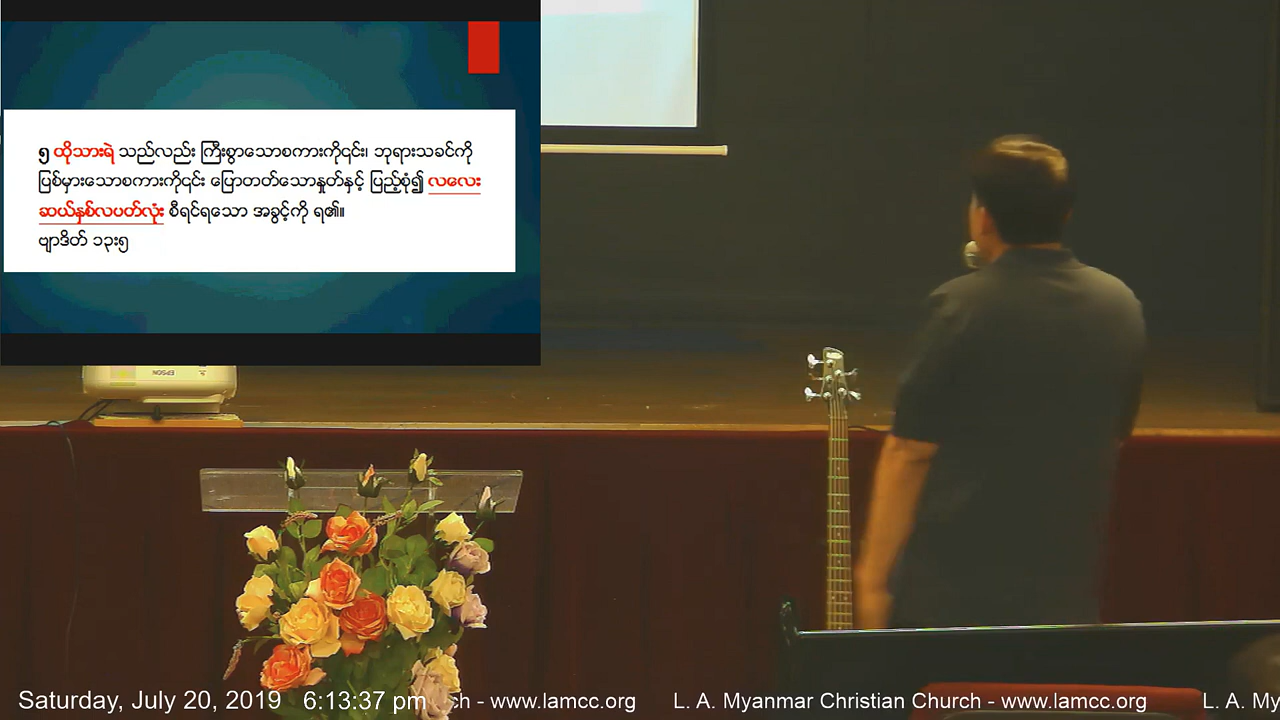 ၅ ထိုသားရဲ သည်လည်း ကြီးစွာသောစကားကို၎င်း၊ ဘုရားသခင်ကို
ပြစ်မှားသောစကားကို၎င်း ပြောတတ်သောနှုတ်နှင့် ပြည့်စုံ၍ လလေး
ဆယ်နှစ်လပတ်လုံး စီရင်ရသော အခွင့်ကို ရ၏။
ဗျာဒိတ် ၁၃း၅
EPSON
Saturday, July 20, 2019 6:13:37 pm ch - www.lamcc.org L. A. Myanmar Christian Church - www.lamcc.org L. A. My